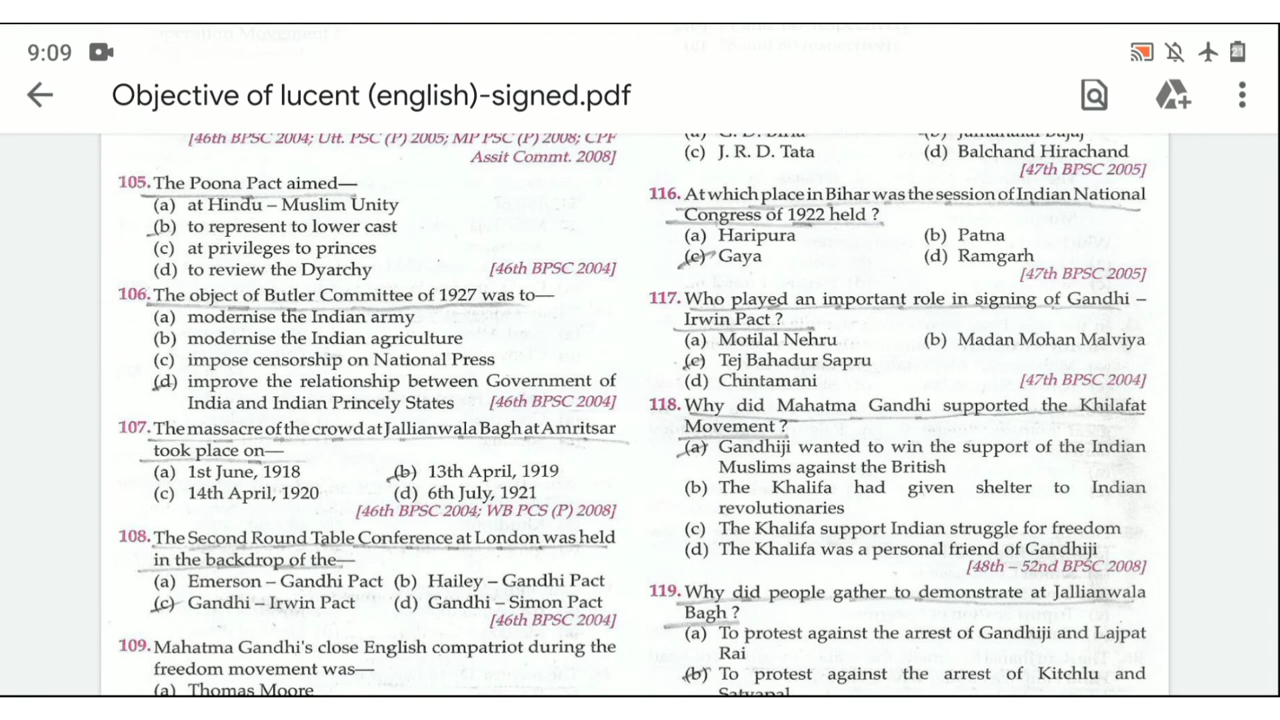 9:09
21
Objective of lucent (english)-signed.pdf
[46th BPSC 2004; Utt. PSC (P) 2005; MP PSC (P) 2008; CPF
Assit Commt. 2008]
105. The Poona Pact aimed—
(a) at Hindu – Muslim Unity
(b) to represent to lower cast
(c) at privileges to princes
(d) to review the Dyarchy [46th BPSC 2004]
106. The object of Butler Committee of 1927 was to—
(a) modernise the Indian army
(b) modernise the Indian agriculture
(c) impose censorship on National Press
(d) improve the relationship between Government of
India and Indian Princely States [46th BPSC 2004]
107. The massacre of the crowd at Jallianwala Bagh at Amritsar
took place on—
(a) 1st June, 1918 (b) 13th April, 1919
(c) 14th April, 1920 (d) 6th July, 1921
[46th BPSC 2004; WB PCS (P) 2008]
108. The Second Round Table Conference at London was held
in the backdrop of the—
(a) Emerson – Gandhi Pact (b) Hailey – Gandhi Pact
(c) Gandhi – Irwin Pact (d) Gandhi – Simon Pact
[46th BPSC 2004]
109. Mahatma Gandhi's close English compatriot during the
freedom movement was—
(a) Thomas Moore
(a) G. D. Birla (b) Jamanalal Bajaj
(c) J. R. D. Tata (d) Balchand Hirachand
[47th BPSC 2005]
116. At which place in Bihar was the session of Indian National
Congress of 1922 held ?
(a) Haripura (b) Patna
(c) Gaya (d) Ramgarh
[47th BPSC 2005]
117. Who played an important role in signing of Gandhi –
Irwin Pact ?
(a) Motilal Nehru (b) Madan Mohan Malviya
(c) Tej Bahadur Sapru
(d) Chintamani [47th BPSC 2004]
118. Why did Mahatma Gandhi supported the Khilafat
Movement ?
(a) Gandhiji wanted to win the support of the Indian
Muslims against the British
(b) The Khalifa had given shelter to Indian
revolutionaries
(c) The Khalifa support Indian struggle for freedom
(d) The Khalifa was a personal friend of Gandhiji
[48th – 52nd BPSC 2008]
119. Why did people gather to demonstrate at Jallianwala
Bagh ?
(a) To protest against the arrest of Gandhiji and Lajpat
Rai
(b) To protest against the arrest of Kitchlu and
Satyapal